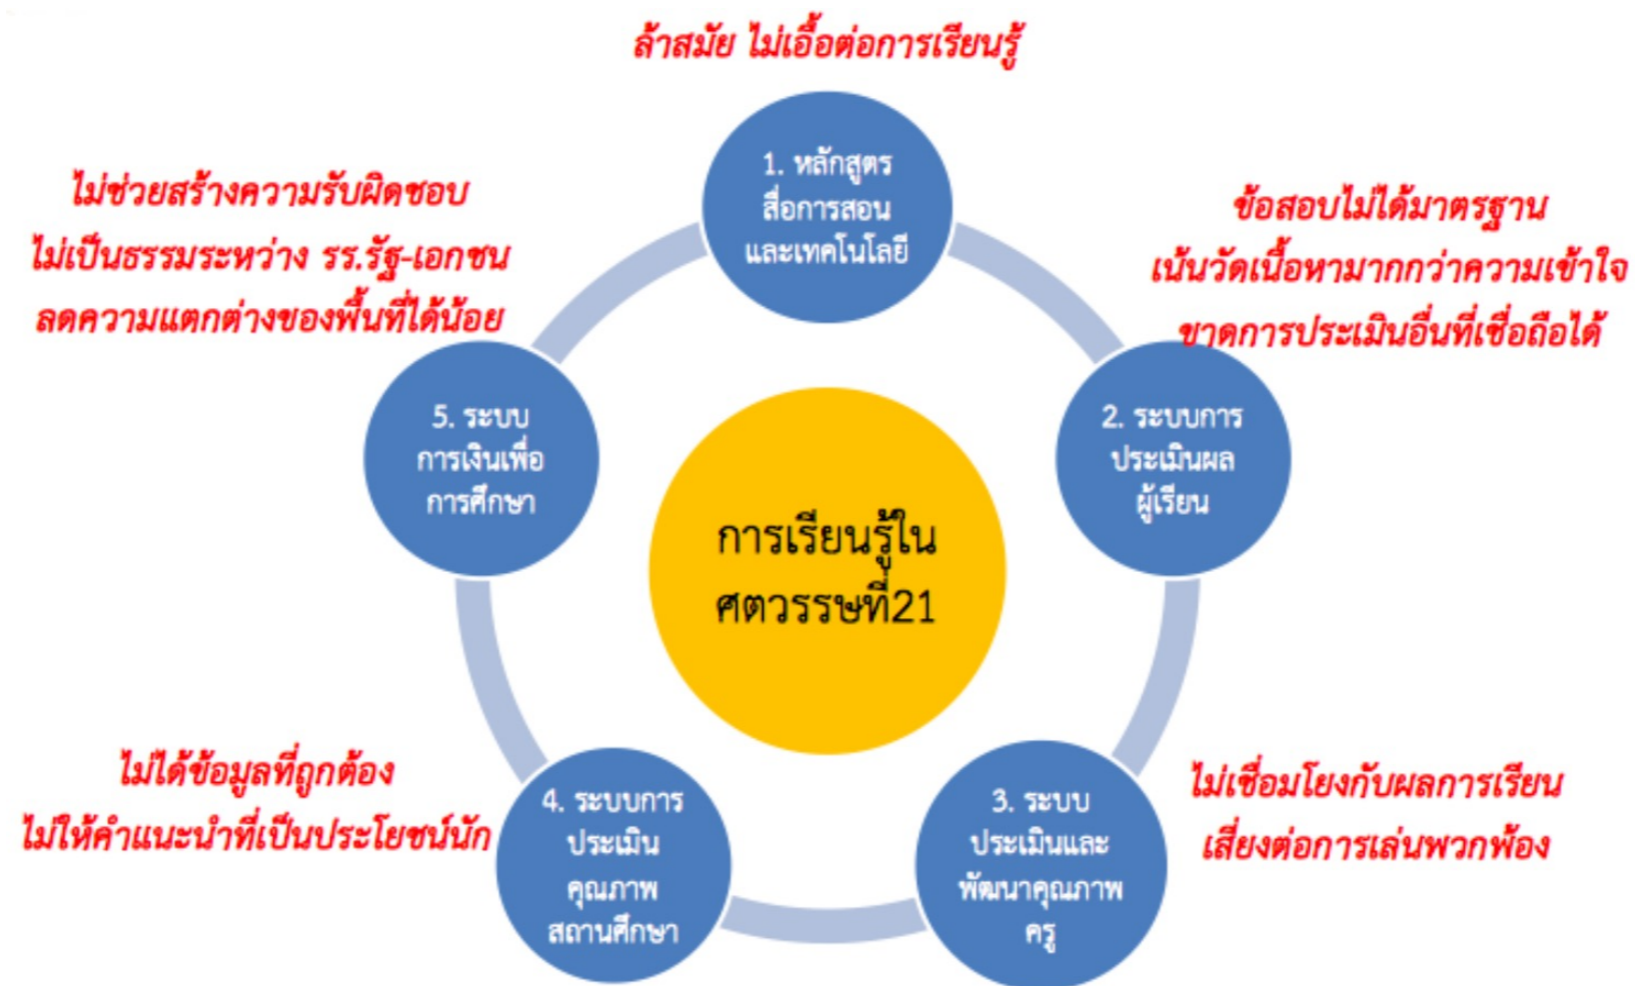 ล้าสมัย ไม่เอื้อต่อการเรียนรู้
1. หลักสูตร
สื่อการสอน
และเทคโนโลยี
ข้อสอบไม่ได้มาตรฐาน
เน้นวัดเนื้อหามากกว่าความเข้าใจ
ขาดการประเมินอื่นที่เชื่อถือได้
2. ระบบการ
ประเมินผล
ผู้เรียน
ไม่เชื่อมโยงกับผลการเรียน
เสี่ยงต่อการเล่นพวกพ้อง
3. ระบบ
ประเมินและ
พัฒนาคุณภาพ
ครู
ไม่ได้ข้อมูลที่ถูกต้อง
ไม่ให้คำแนะนำที่เป็นประโยชน์นัก
4. ระบบการ
ประเมิน
คุณภาพ
สถานศึกษา
ไม่ช่วยสร้างความรับผิดชอบ
ไม่เป็นธรรมระหว่าง รร.รัฐ-เอกชน
ลดความแตกต่างของพื้นที่ได้น้อย
5. ระบบ
การเงินเพื่อ
การศึกษา
การเรียนรู้ใน
ศตวรรษที่21